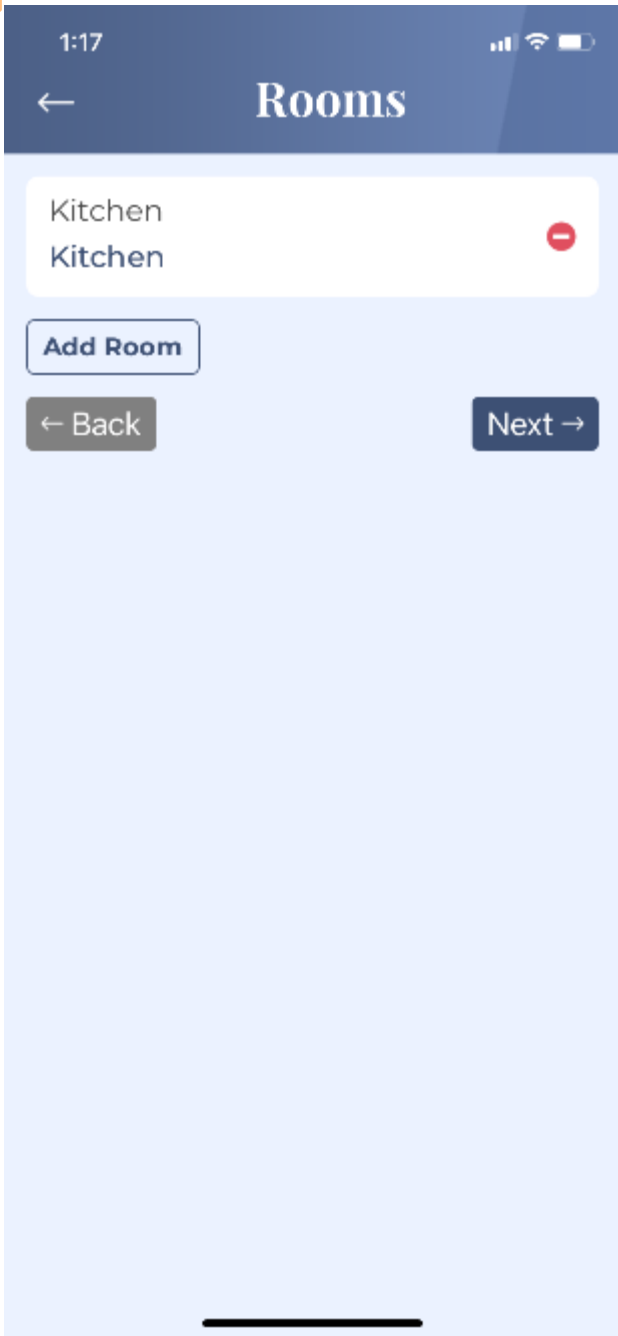 1:17
← Rooms
Kitchen
Kitchen
Add Room
← Back
Next →